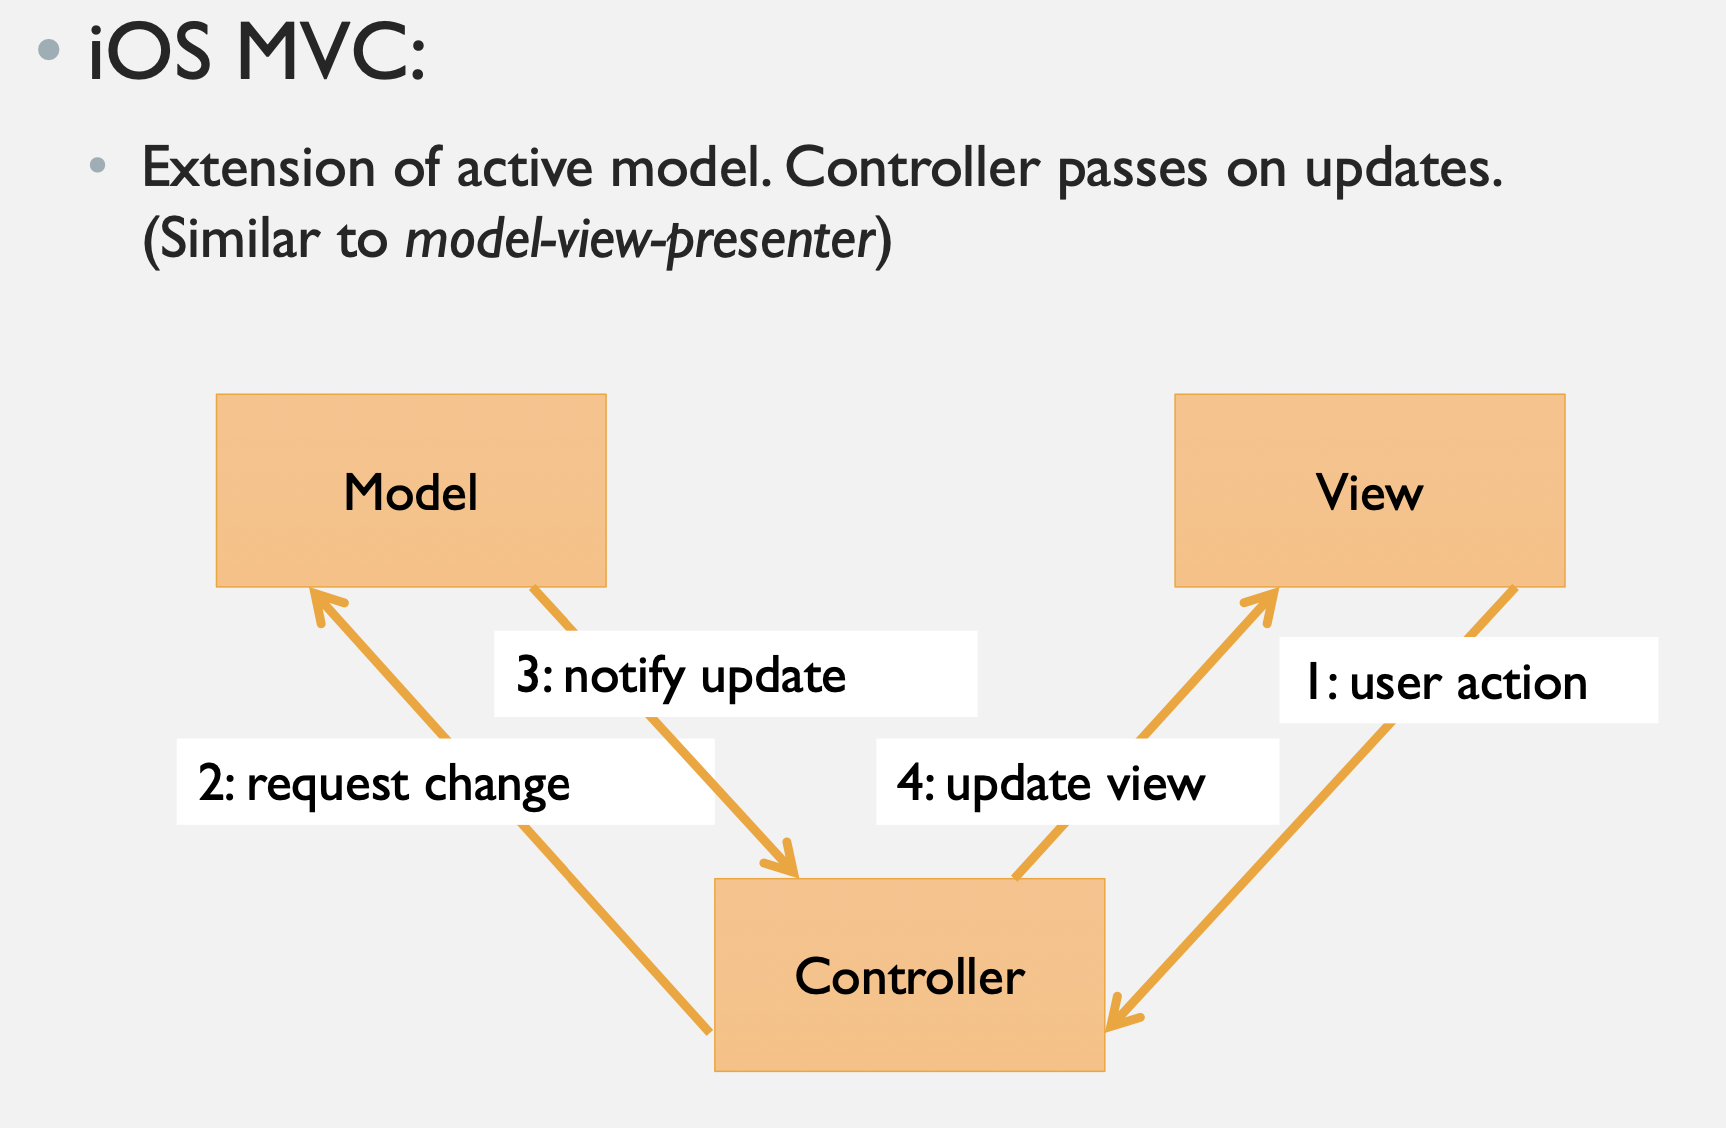 • iOS MVC:
• Extension of active model. Controller passes on updates.
(Similar to model-view-presenter)
Model
View
3: notify update
1: user action
2: request change
4: update view
Controller